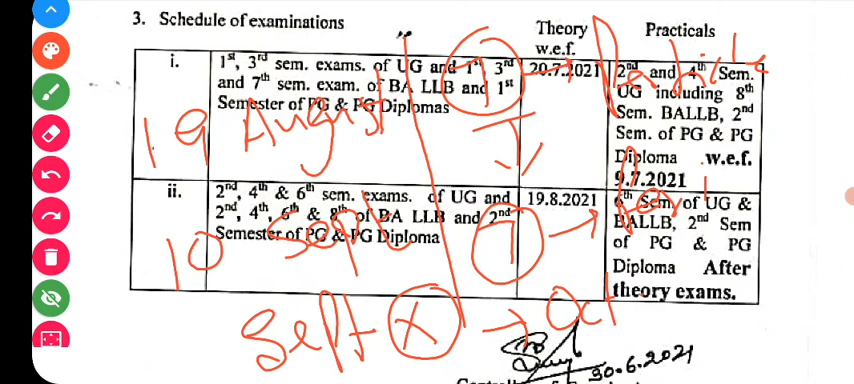 3. Schedule of examinations
Theory w.e.f.
Practicals
i.
1st, 3rd sem. exams. of UG and 1st 3rd
and 7th sem. exam. of BA LLB and 1st
Semester of PG & PG Diplomas
20.7.2021
2nd and 4th Sem.
UG including 8th
Sem. BALLB, 2nd
Sem. of PG & PG
Diploma w.e.f.
9.7.2021
ii.
2nd, 4th & 6th sem. exams. of UG and
2nd, 4th, 6th & 8th of BA LLB and 2nd
Semester of PG & PG Diploma
19.8.2021
6th Sem of UG &
BALLB, 2nd Sem
of PG & PG
Diploma After
theory exams.
19 August
10 Sept
Sept X → Oct
30.6.2021